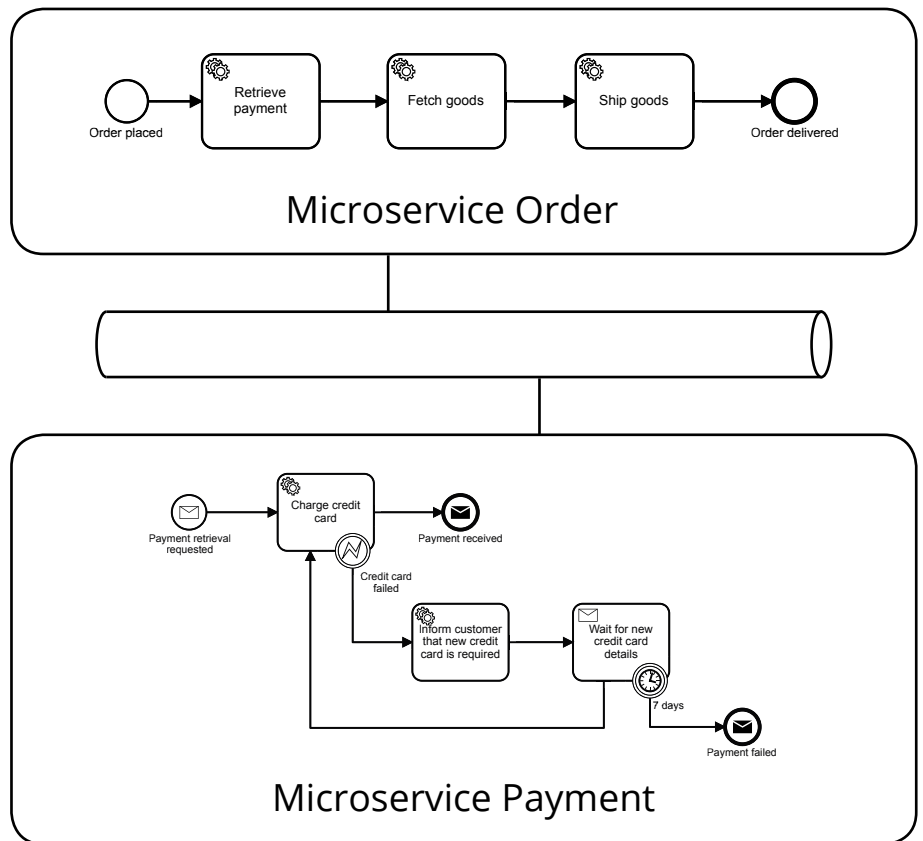 Retrieve
payment
Fetch goods
Ship goods
Order placed
Order delivered
Microservice Order
Charge credit
card
Payment retrieval
requested
Payment received
Credit card
failed
Inform customer
that new credit
card is required
Wait for new
credit card
details
7 days
Payment failed
Microservice Payment